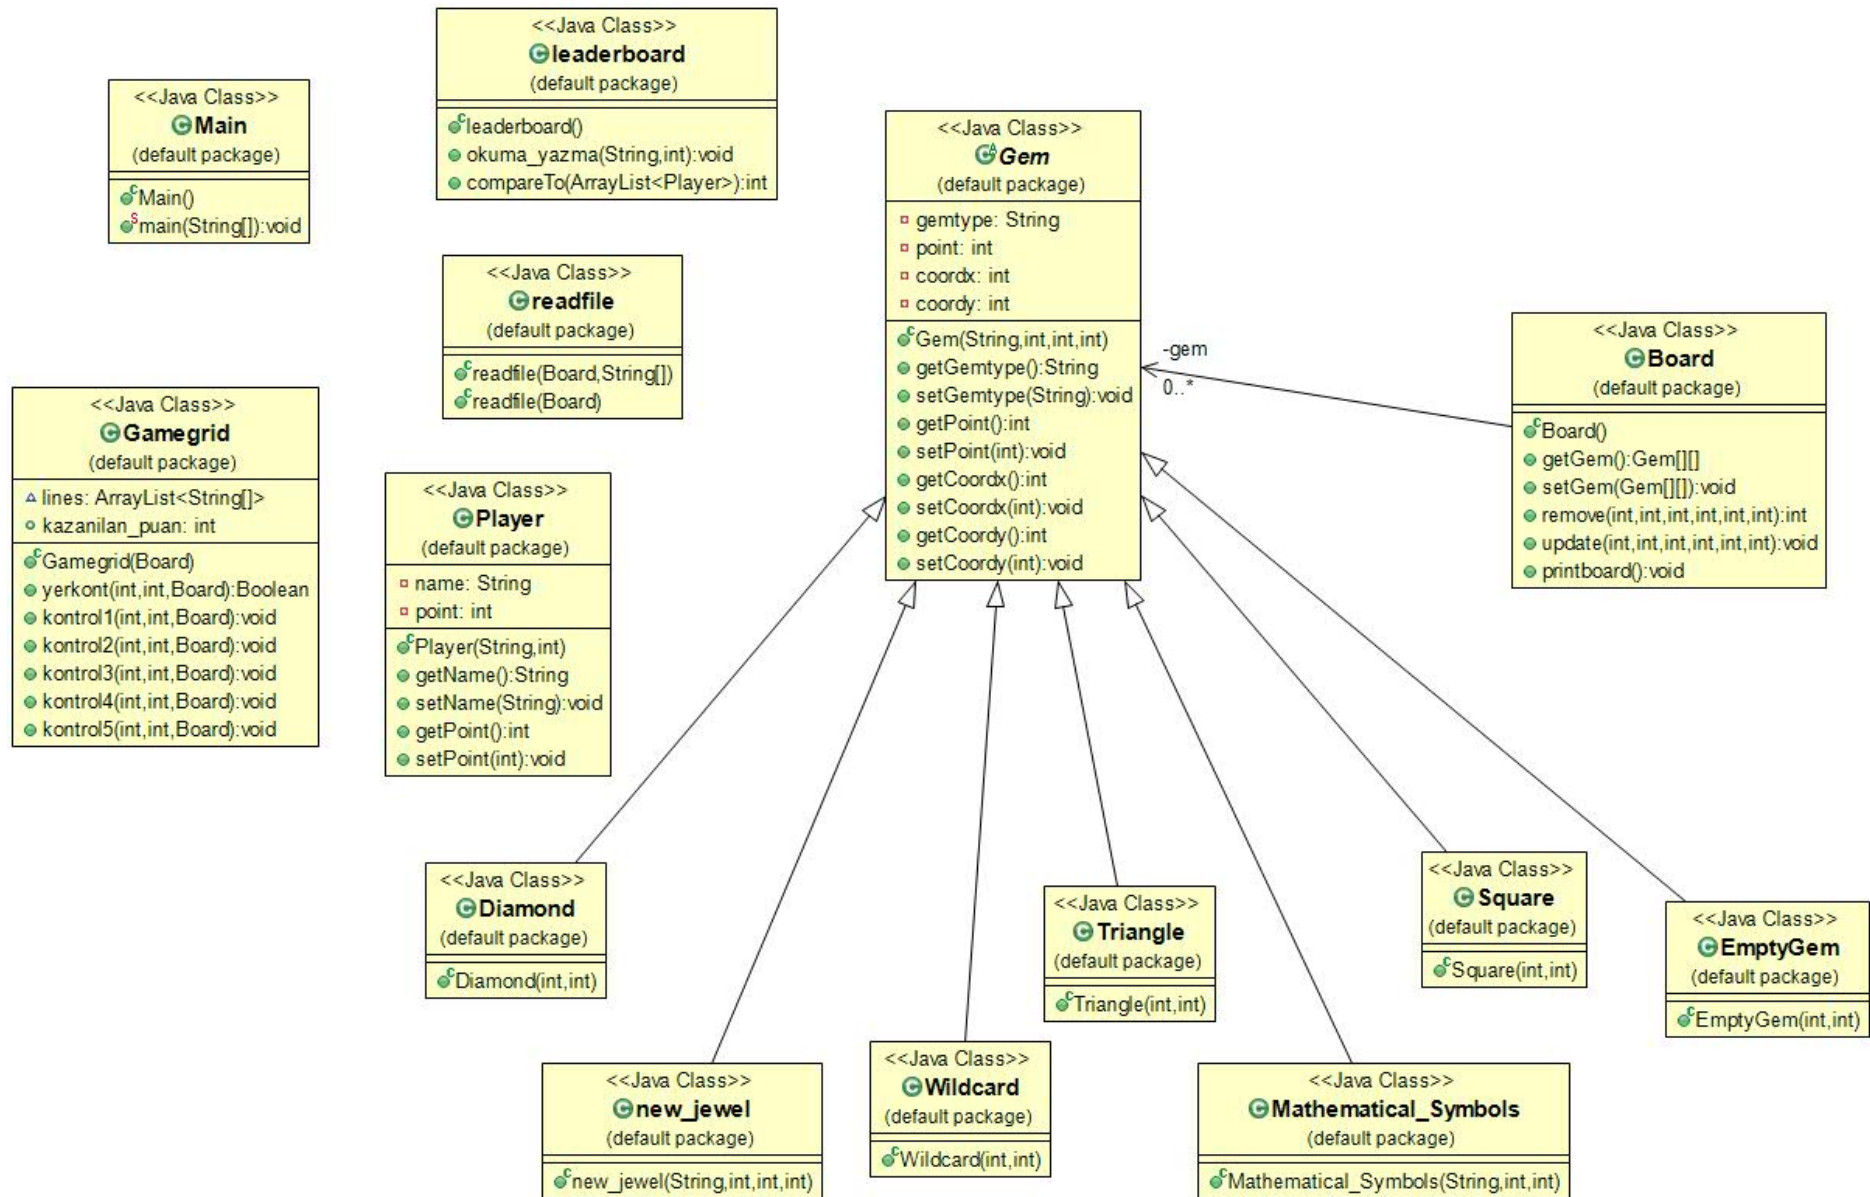 <<Java Class>>
Main
(default package)
Main()
main(String[]):void
<<Java Class>>
leaderboard
(default package)
leaderboard()
okuma_yazma(String,int):void
compareTo(ArrayList<Player>):int
<<Java Class>>
readfile
(default package)
readfile(Board,String[])
readfile(Board)
<<Java Class>>
Gamegrid
(default package)
lines: ArrayList<String[]>
kazanilan_puan: int
Gamegrid(Board)
yerkont(int,int,Board):Boolean
kontrol1(int,int,Board):void
kontrol2(int,int,Board):void
kontrol3(int,int,Board):void
kontrol4(int,int,Board):void
kontrol5(int,int,Board):void
<<Java Class>>
Player
(default package)
name: String
point: int
Player(String,int)
getName():String
setName(String):void
getPoint():int
setPoint(int):void
<<Java Class>>
Gem
(default package)
gemtype: String
point: int
coordx: int
coordy: int
Gem(String,int,int,int)
getGemtype():String
setGemtype(String):void
getPoint():int
setPoint(int):void
getCoordx():int
setCoordx(int):void
getCoordy():int
setCoordy(int):void
-gem
0..*
<<Java Class>>
Board
(default package)
Board()
getGem():Gem[][]
setGem(Gem[][]):void
remove(int,int,int,int,int,int):int
update(int,int,int,int,int,int):void
printboard():void
<<Java Class>>
Diamond
(default package)
Diamond(int,int)
<<Java Class>>
new_jewel
(default package)
new_jewel(String,int,int,int)
<<Java Class>>
Wildcard
(default package)
Wildcard(int,int)
<<Java Class>>
Triangle
(default package)
Triangle(int,int)
<<Java Class>>
Mathematical_Symbols
(default package)
Mathematical_Symbols(String,int,int)
<<Java Class>>
Square
(default package)
Square(int,int)
<<Java Class>>
EmptyGem
(default package)
EmptyGem(int,int)